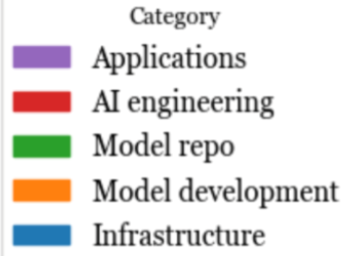 Category
Applications
AI engineering
Model repo
Model development
Infrastructure